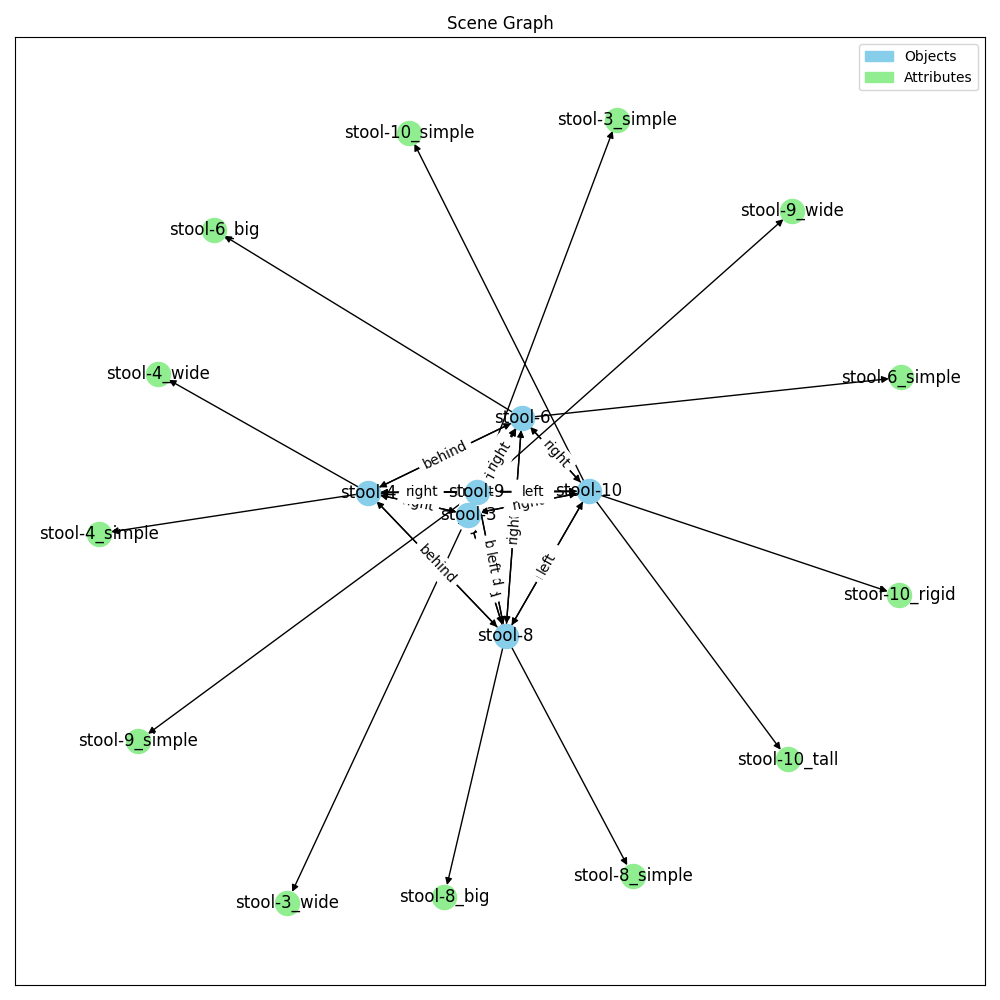 Scene Graph
Objects
Attributes
stool-3_simple
stool-10_simple
stool-9_wide
stool-6_big
stool-4_wide
stool-6_simple
stool-6
behind
right
right
stool-4
right
stool-9
left
stool-10
stool-3
right
stool-4_simple
behind
left
left
stool-10_rigid
stool-8
stool-9_simple
stool-10_tall
stool-8_simple
stool-8_big
stool-3_wide